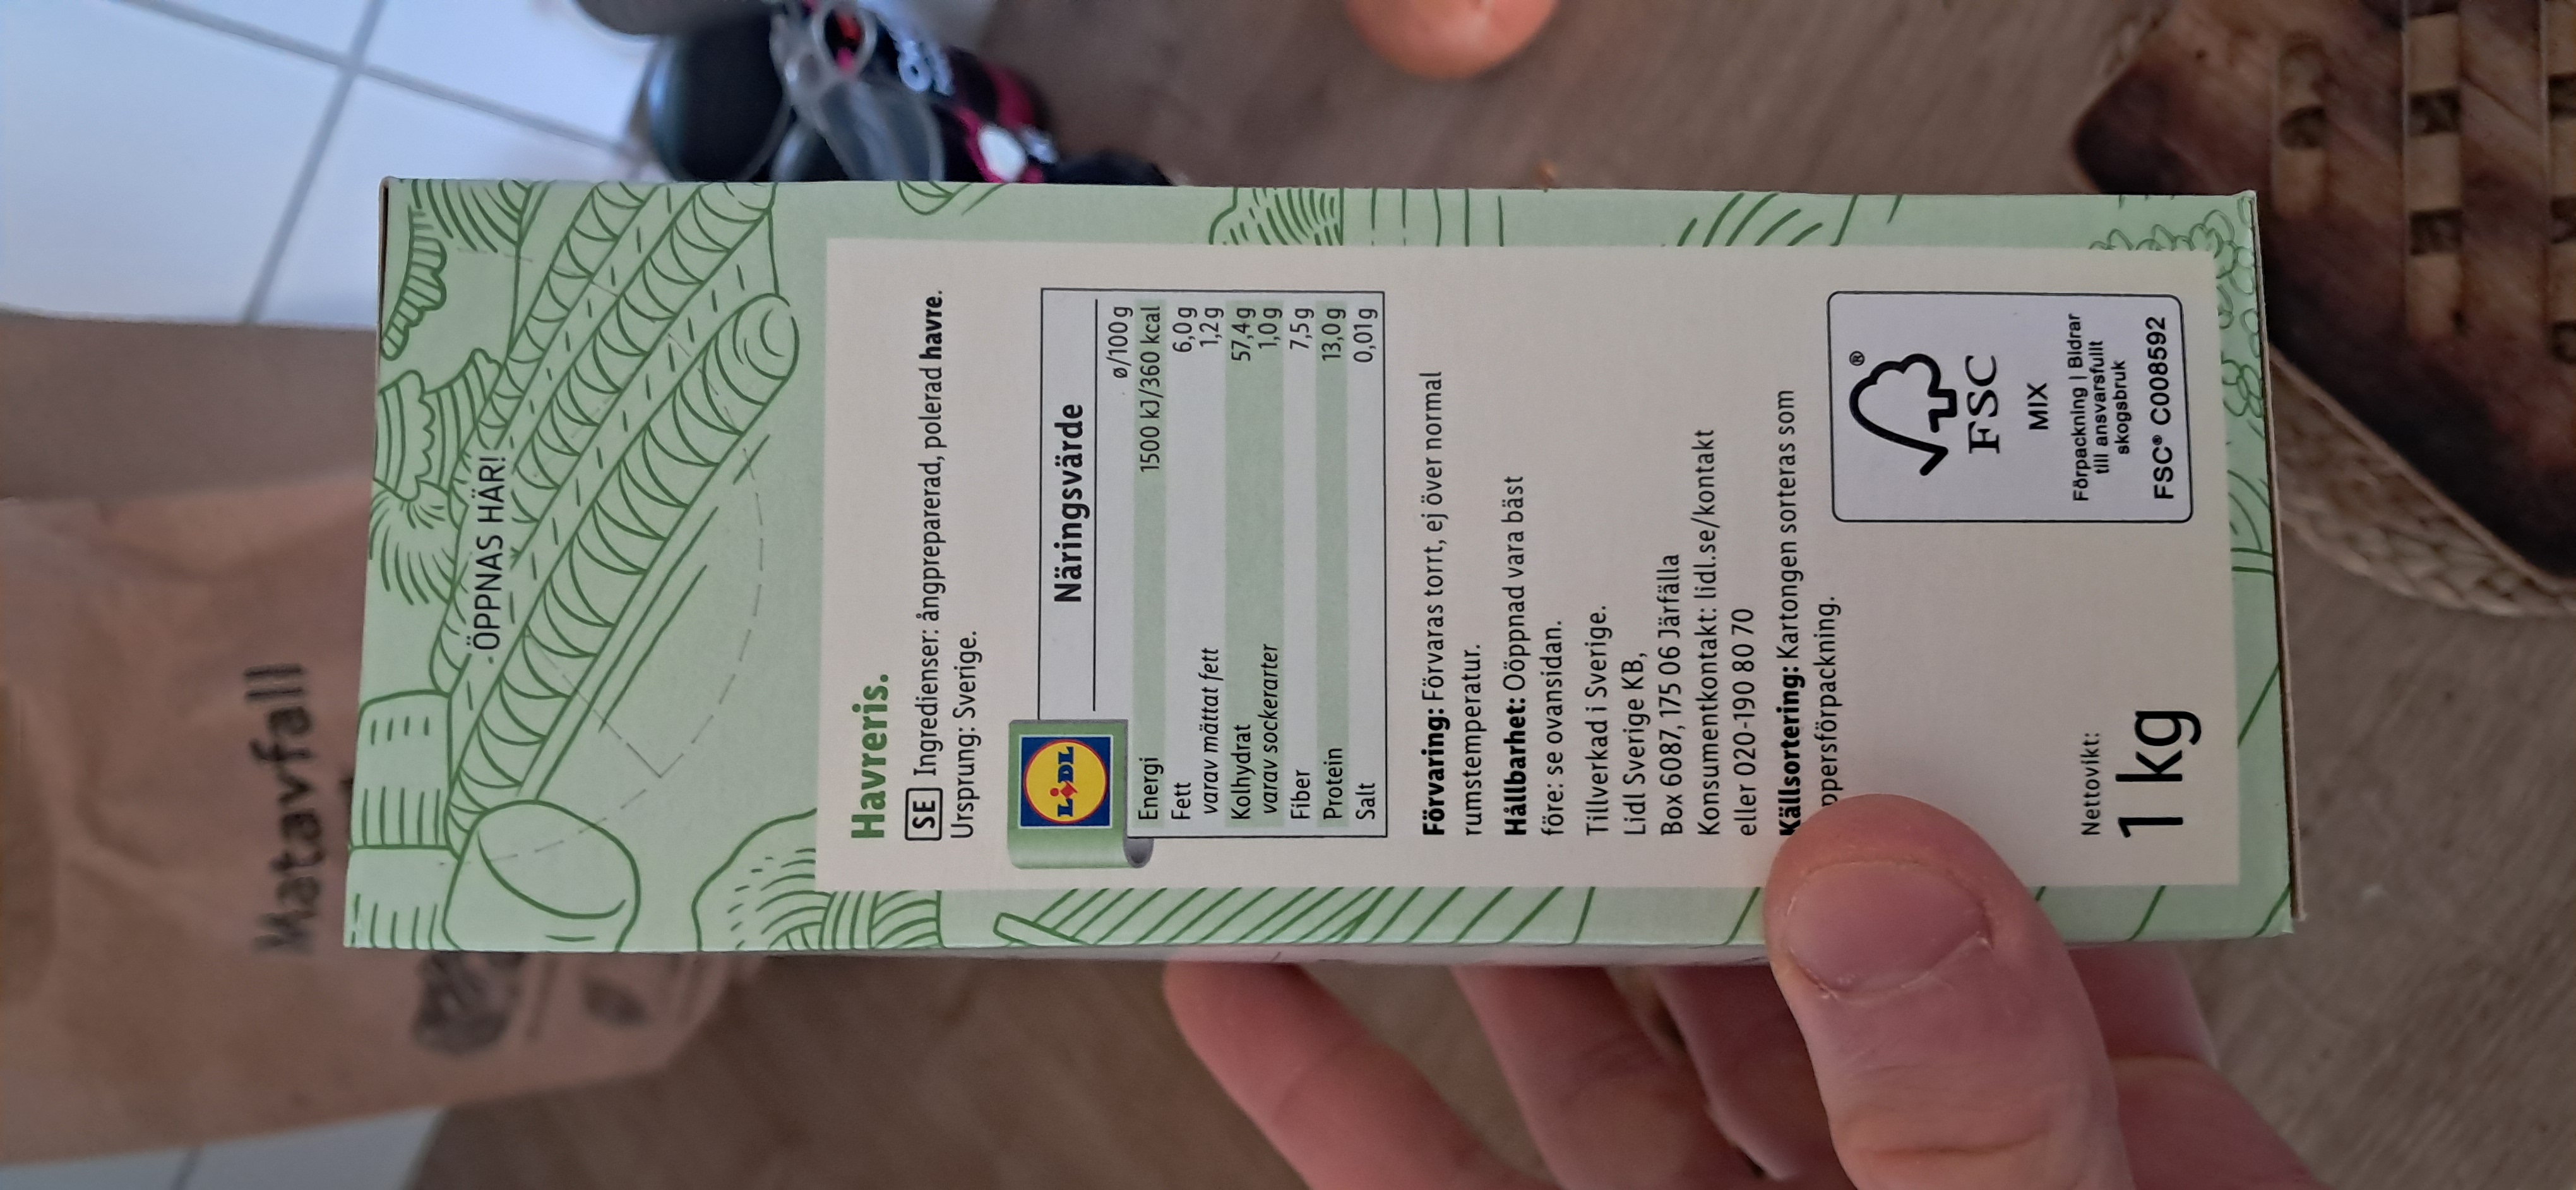 Matavfall
ÖPPNAS HÄR!
Havreris.
SE Ingredienser: ångpreparerad, polerad havre.
Ursprung: Sverige.
LIDL
Näringsvärde
ø/100 g
Energi 1500 kJ/360 kcal
Fett 6,0 g
varav mättat fett 1,2 g
Kolhydrat 57,4 g
varav sockerarter 1,0 g
Fiber 7,5 g
Protein 13,0 g
Salt 0,01 g
Förvaring: Förvaras torrt, ej över normal
rumstemperatur.
Hållbarhet: Oöppnad vara bäst
före: se ovansidan.
Tillverkad i Sverige.
Lidl Sverige KB,
Box 6087, 175 06 Järfälla
Konsumentkontakt: lidl.se/kontakt
eller 020-190 80 70
Källsortering: Kartongen sorteras som
ppersförpackning.
®
FSC
MIX
Förpackning | Bidrar
till ansvarsfullt
skogsbruk
FSC® C008592
Nettovikt:
1 kg